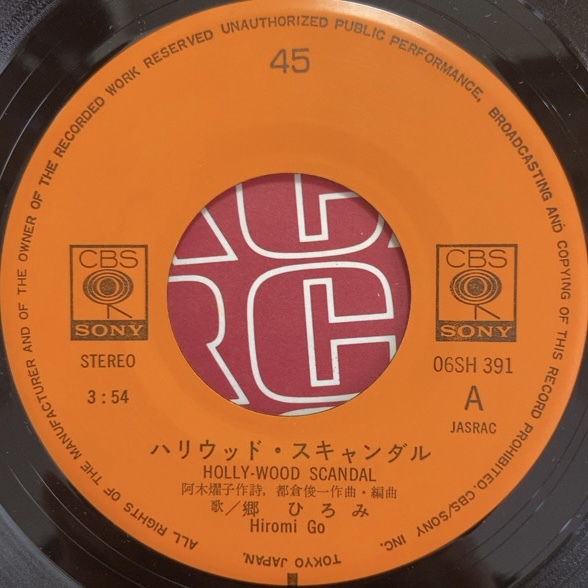 ALL RIGHTS OF THE MANUFACTURER AND OF THE OWNER OF THE RECORDED WORK RESERVED UNAUTHORIZED PUBLIC PERFORMANCE, BROADCASTING AND COPYING OF THIS RECORD PROHIBITED. CBS/SONY INC. TOKYO JAPAN.
45
CBS
SONY
STEREO
3:54
CBS
SONY
06SH 391
A
JASRAC
ハリウッド・スキャンダル
HOLLY-WOOD SCANDAL
阿木燿子作詩, 都倉俊一作曲・編曲
歌/郷 ひろみ
Hiromi Go